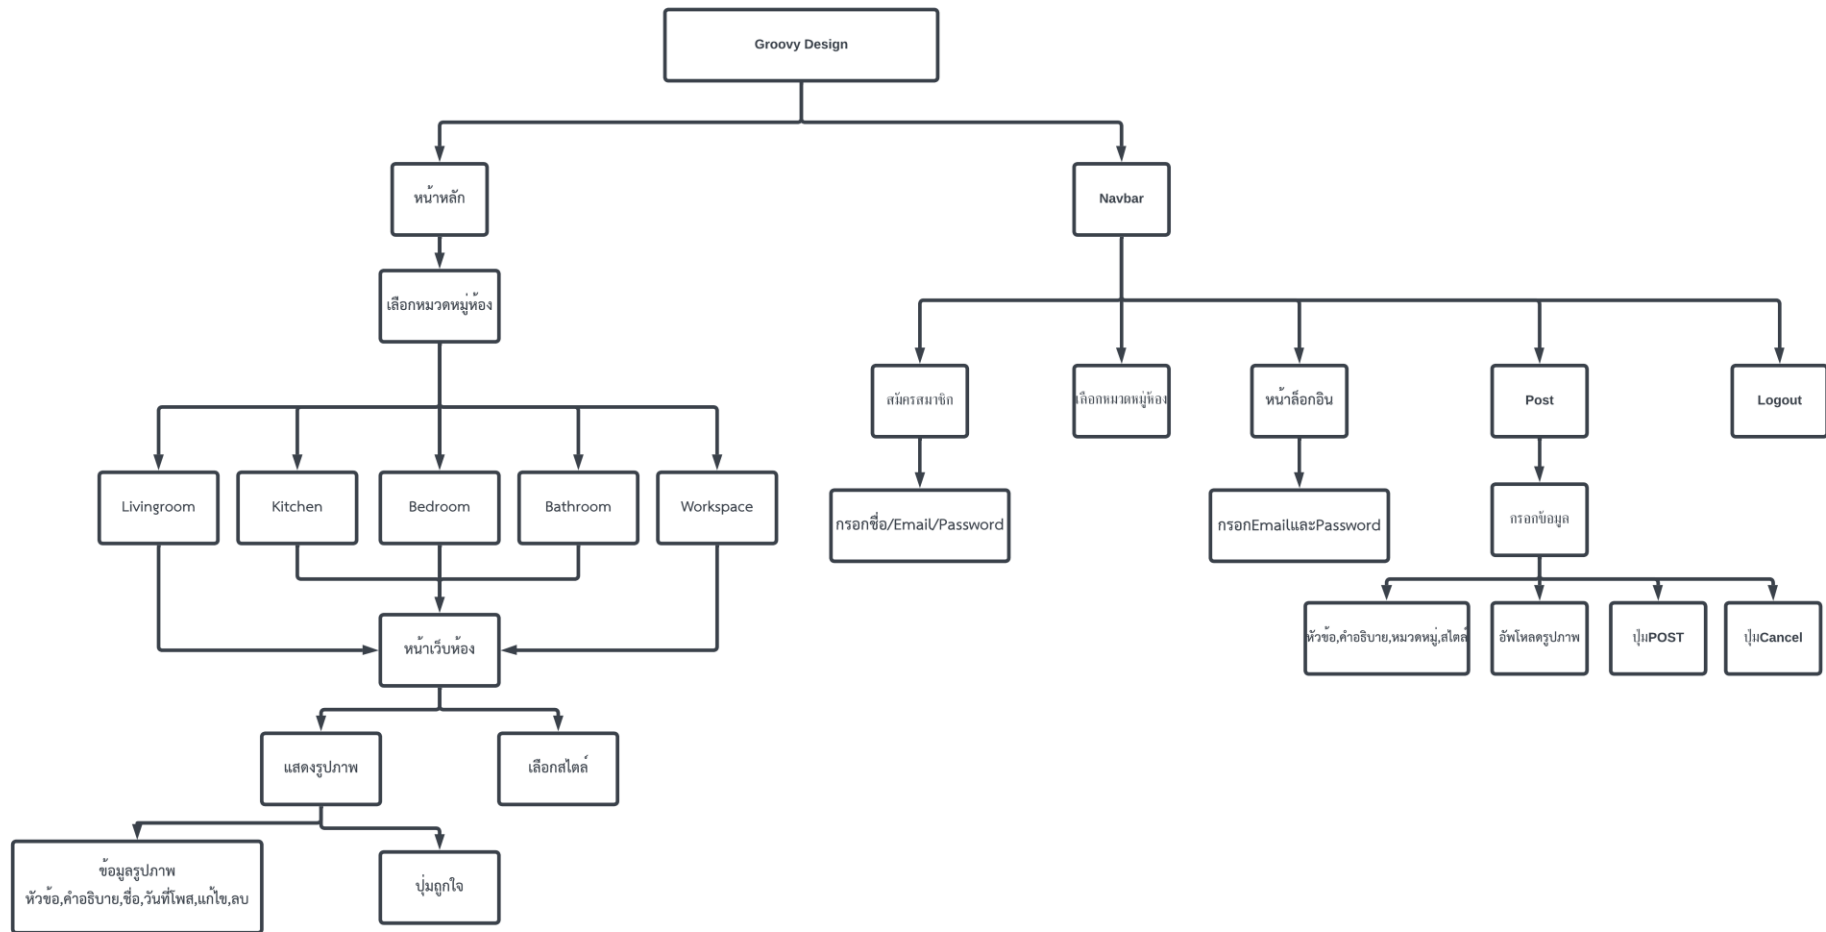 Groovy Design
หน้าหลัก
Navbar
เลือกหมวดหมู่ห้อง
สมัครสมาชิก
เลือกหมวดหมู่ห้อง
หน้าล็อกอิน
Post
Logout
Livingroom
Kitchen
Bedroom
Bathroom
Workspace
กรอกชื่อ/Email/Password
กรอกEmailและPassword
กรอกข้อมูล
หน้าเว็บห้อง
หัวข้อ,คำอธิบาย,หมวดหมู่,สไตล์
อัพโหลดรูปภาพ
ปุ่มPOST
ปุ่มCancel
แสดงรูปภาพ
เลือกสไตล์
ข้อมูลรูปภาพ
หัวข้อ,คำอธิบาย,ชื่อ,วันที่โพส,แก้ไข,ลบ
ปุ่มถูกใจ